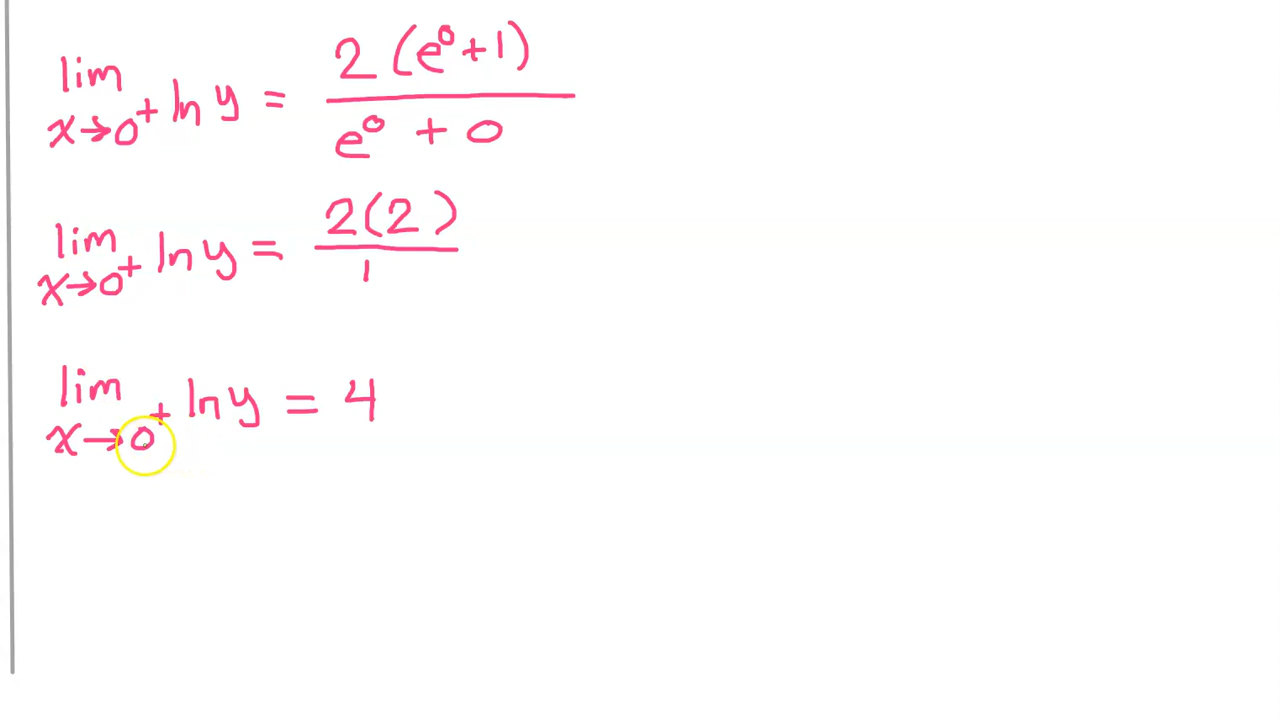 lim x→0⁺ ln y = 2 (e⁰ + 1) / e⁰ + 0
lim x→0⁺ ln y = 2(2) / 1
lim x→0⁺ ln y = 4